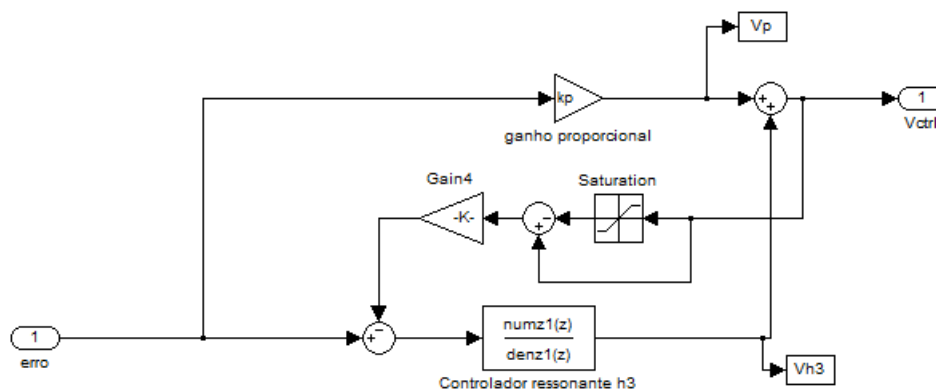 Vp
kp
+
+
1
Vctrl
ganho proporcional
Gain4
Saturation
-K-
−
+
1
erro
−
+
numz1(z)
denz1(z)
Controlador ressonante h3
Vh3